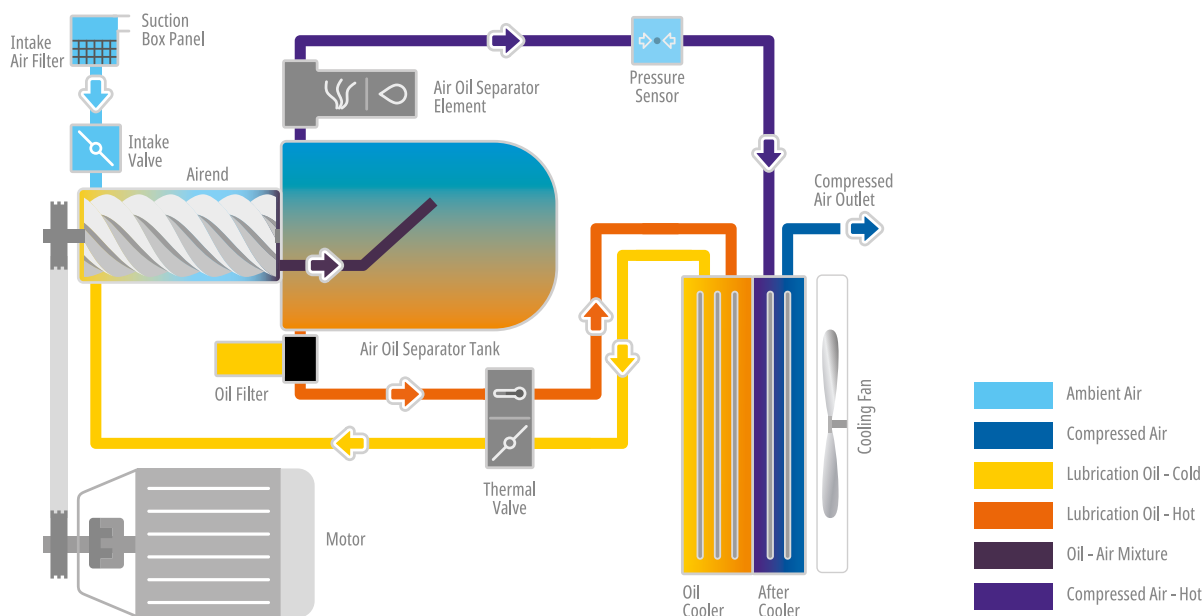 Suction
Box Panel
Intake
Air Filter
Intake
Valve
Airend
Air Oil Separator
Element
Pressure
Sensor
Compressed
Air Outlet
Air Oil Separator Tank
Oil Filter
Thermal
Valve
Motor
Oil
Cooler
After
Cooler
Cooling Fan
Ambient Air
Compressed Air
Lubrication Oil - Cold
Lubrication Oil - Hot
Oil - Air Mixture
Compressed Air - Hot